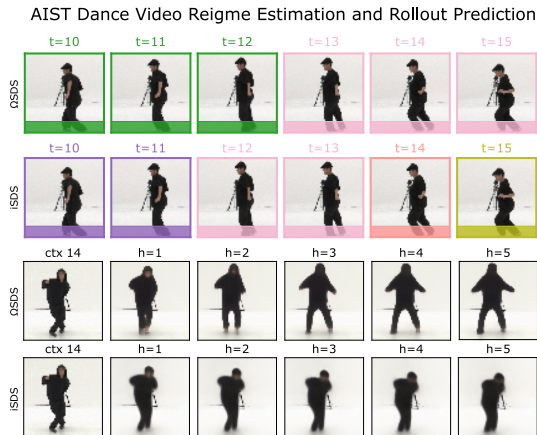 AIST Dance Video Reigme Estimation and Rollout Prediction
t=10 t=11 t=12 t=13 t=14 t=15
ΩSDS
t=10 t=11 t=12 t=13 t=14 t=15
iSDS
ctx 14 h=1 h=2 h=3 h=4 h=5
ΩSDS
ctx 14 h=1 h=2 h=3 h=4 h=5
iSDS